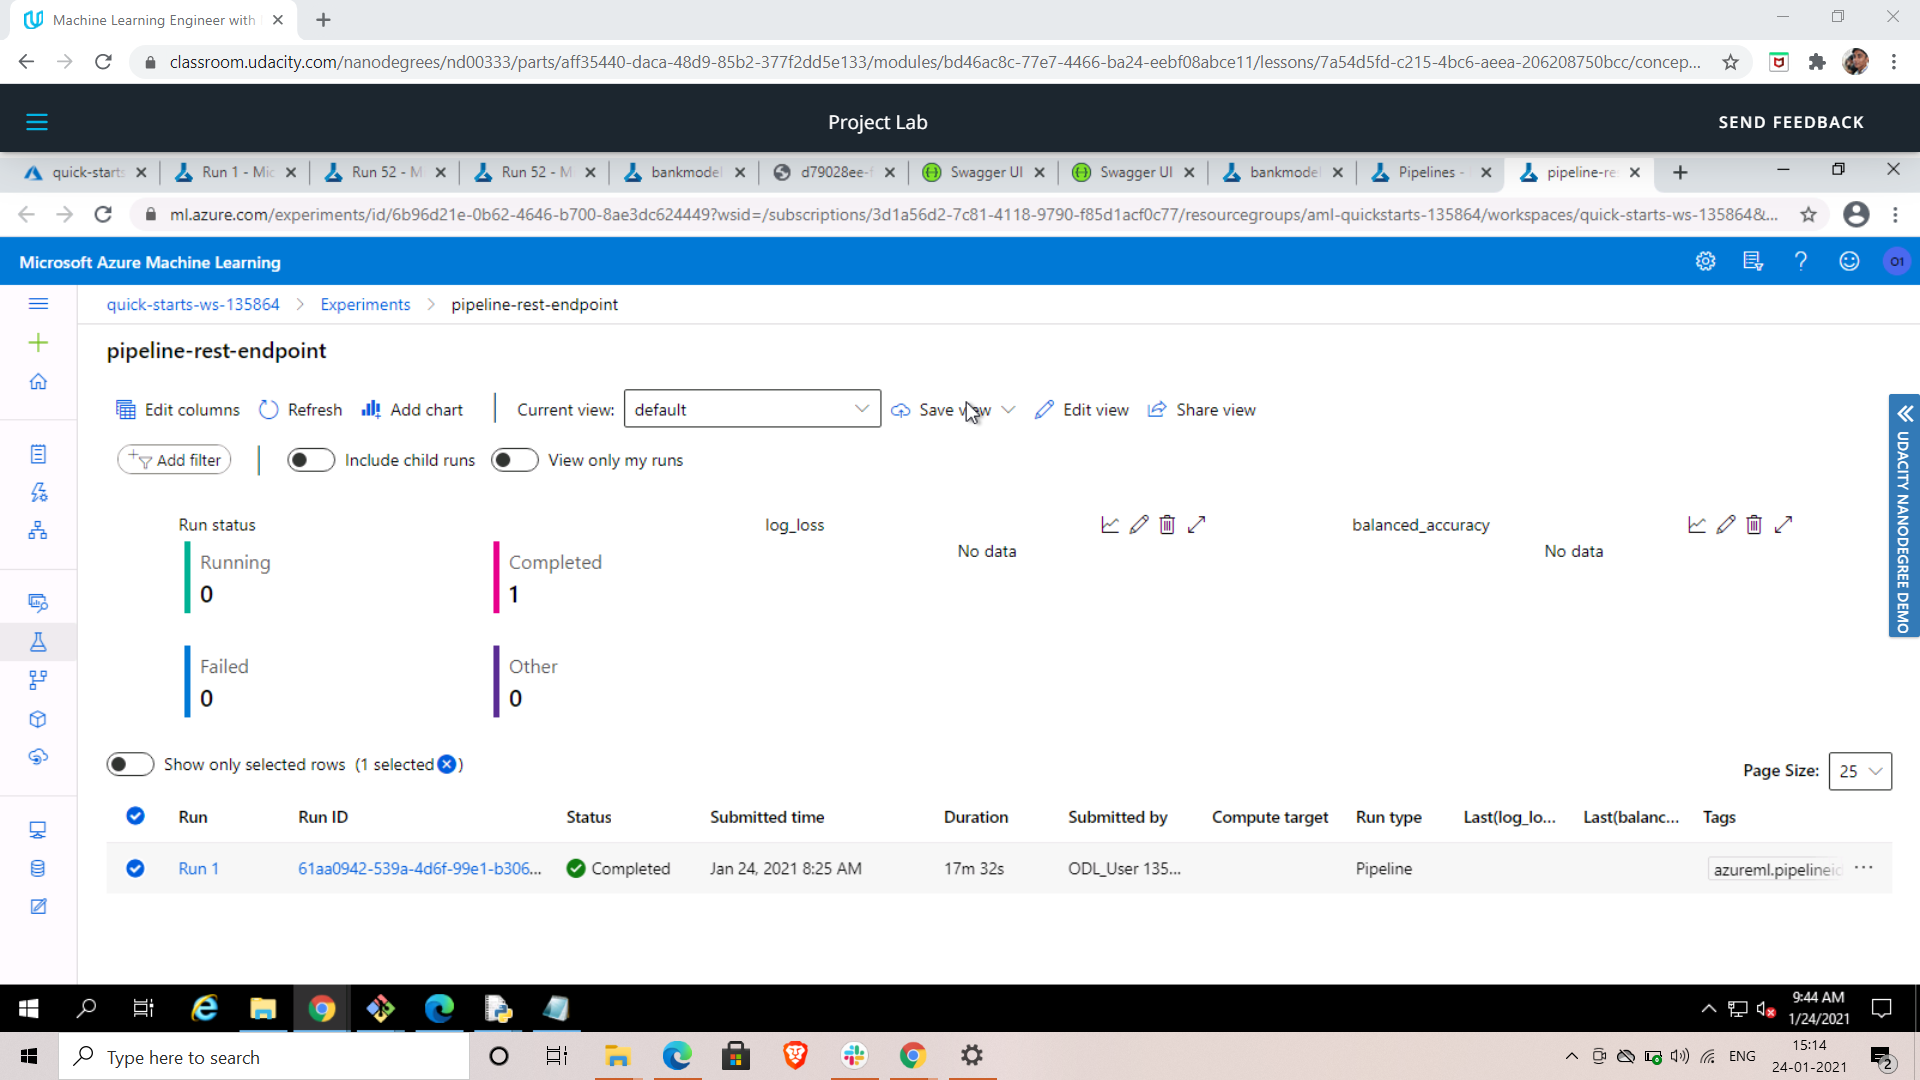 Machine Learning Engineer with
classroom.udacity.com/nanodegrees/nd00333/parts/aff35440-daca-48d9-85b2-377f2dd5e133/modules/bd46ac8c-77e7-4466-ba24-eebf08abce11/lessons/7a54d5fd-c215-4bc6-aeea-206208750bcc/concep...
Project Lab
SEND FEEDBACK
quick-starts Run 1 - Mic Run 52 - M Run 52 - M bankmodel d79028ee-f Swagger UI Swagger UI bankmodel Pipelines - pipeline-re
ml.azure.com/experiments/id/6b96d21e-0b62-4646-b700-8ae3dc624449?wsid=/subscriptions/3d1a56d2-7c81-4118-9790-f85d1acf0c77/resourcegroups/aml-quickstarts-135864/workspaces/quick-starts-ws-135864&...
Microsoft Azure Machine Learning
O1
quick-starts-ws-135864 > Experiments > pipeline-rest-endpoint
pipeline-rest-endpoint
Edit columns Refresh Add chart Current view: default Save view Edit view Share view
Add filter Include child runs View only my runs
UDACITY NANODEGREE DEMO
Run status log_loss balanced_accuracy
No data No data
Running Completed
0 1
Failed Other
0 0
Show only selected rows (1 selected )
Page Size: 25
Run Run ID Status Submitted time Duration Submitted by Compute target Run type Last(log_lo... Last(balanc... Tags
Run 1 61aa0942-539a-4d6f-99e1-b306... Completed Jan 24, 2021 8:25 AM 17m 32s ODL_User 135... Pipeline azureml.pipelineid ...
9:44 AM
1/24/2021
Type here to search
ENG
15:14
24-01-2021
2